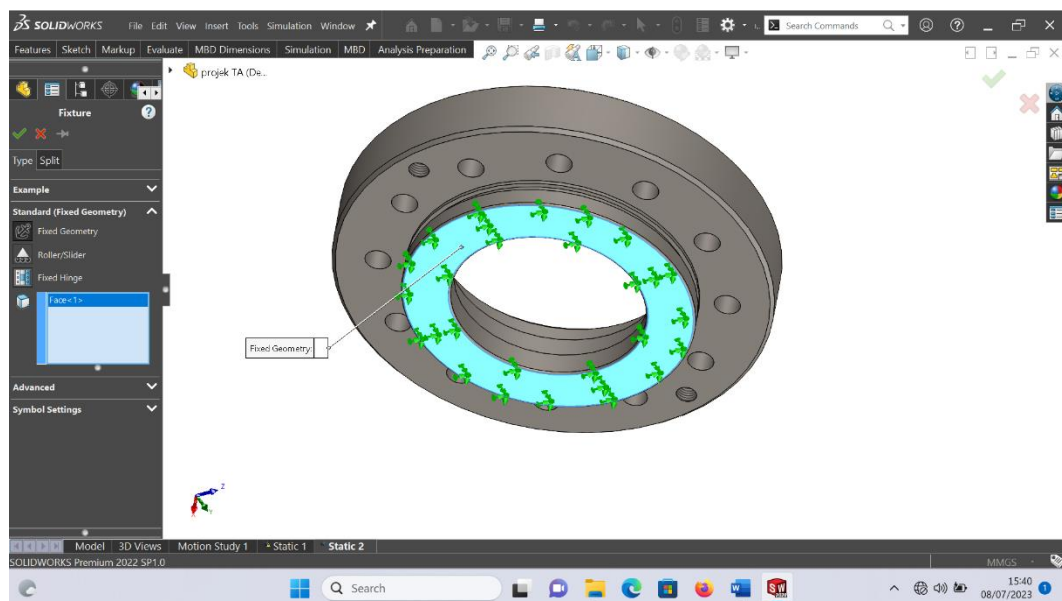 SOLIDWORKS File Edit View Insert Tools Simulation Window Search Commands
Features Sketch Markup Evaluate MBD Dimensions Simulation MBD Analysis Preparation
projek TA (De...
Fixture
Type Split
Example
Standard (Fixed Geometry)
Fixed Geometry
Roller/Slider
Fixed Hinge
Face<1>
Fixed Geometry:
Advanced
Symbol Settings
Z
Y
X
Model 3D Views Motion Study 1 Static 1 Static 2
SOLIDWORKS Premium 2022 SP1.0 MMGS
Search
15:40
08/07/2023
1